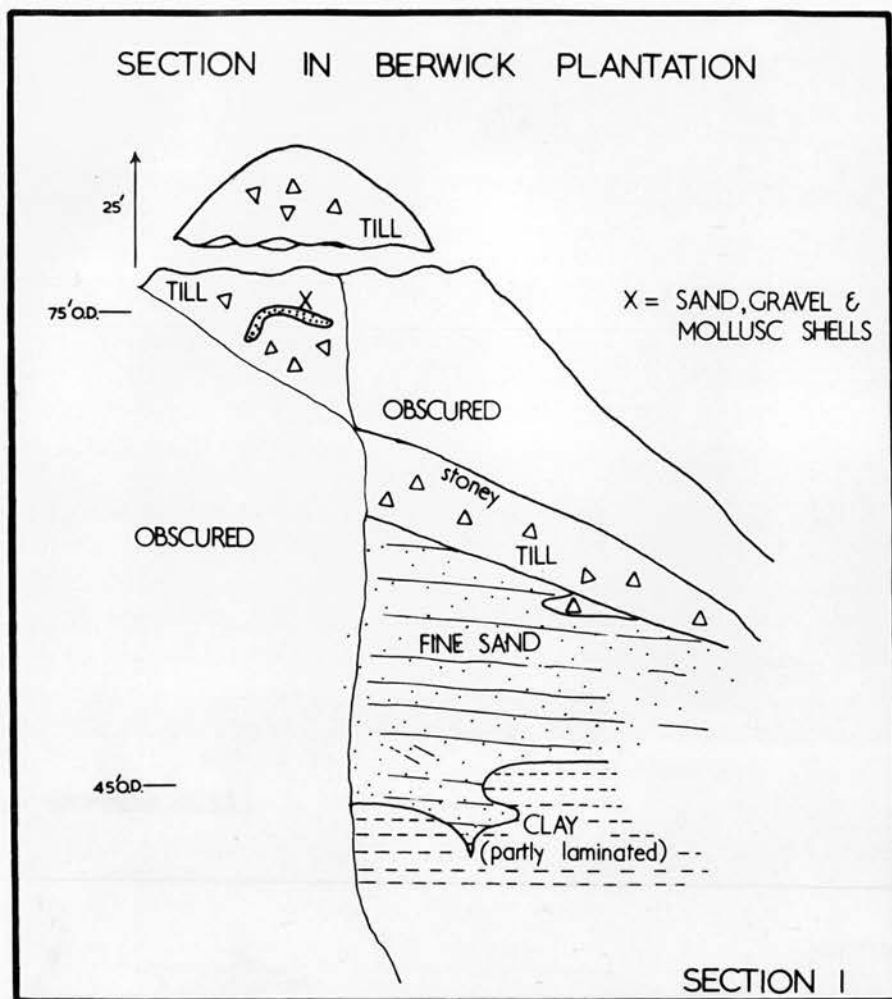 SECTION IN BERWICK PLANTATION
25'
TILL
TILL
X
75' O.D.
X = SAND, GRAVEL &
MOLLUSC SHELLS
OBSCURED
stoney
TILL
OBSCURED
FINE SAND
45' O.D.
CLAY
(partly laminated)
SECTION I